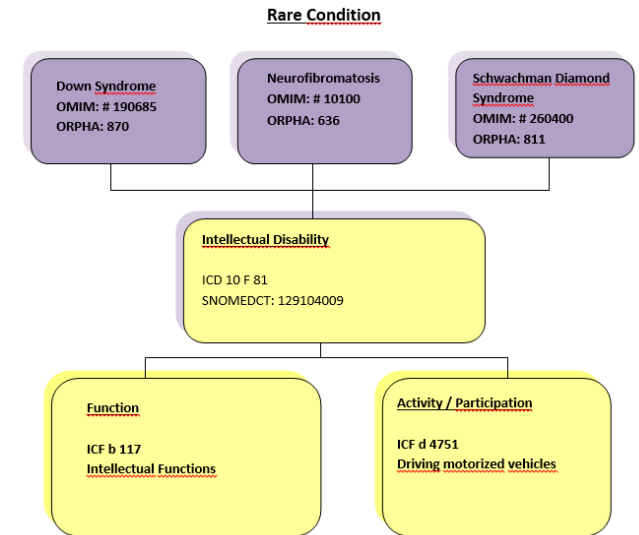 Rare Condition
Down Syndrome
OMIM: # 190685
ORPHA: 870
Neurofibromatosis
OMIM: # 10100
ORPHA: 636
Schwachman Diamond
Syndrome
OMIM: # 260400
ORPHA: 811
Intellectual Disability
ICD 10 F 81
SNOMEDCT: 129104009
Function
ICF b 117
Intellectual Functions
Activity / Participation
ICF d 4751
Driving motorized vehicles